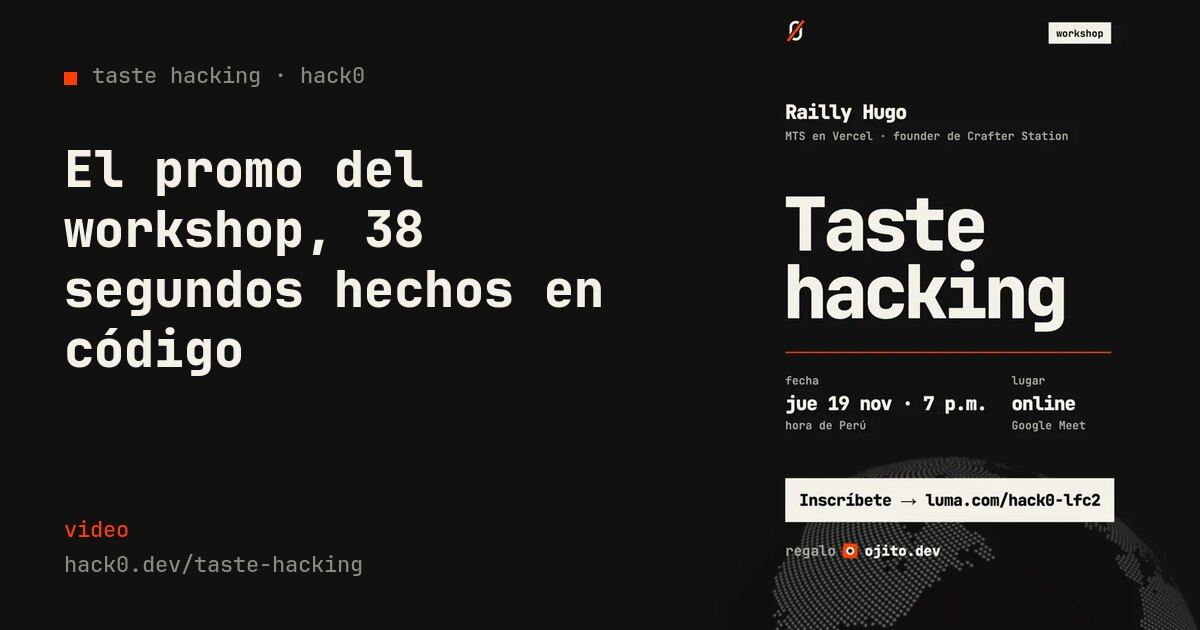 taste hacking · hack0
El promo del
workshop, 38
segundos hechos en
código
video
hack0.dev/taste-hacking
workshop
Railly Hugo
MTS en Vercel · founder de Crafter Station
Taste
hacking
fecha
jue 19 nov · 7 p.m.
hora de Perú
lugar
online
Google Meet
Inscríbete → luma.com/hack0-lfc2
regalo ojito.dev